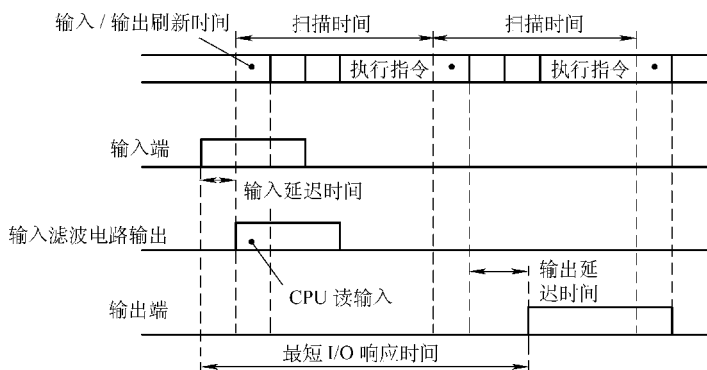 输入 / 输出刷新时间
扫描时间
扫描时间
执行指令
执行指令
输入端
输入延迟时间
输入滤波电路输出
CPU 读输入
输出延
迟时间
输出端
最短 I/O 响应时间